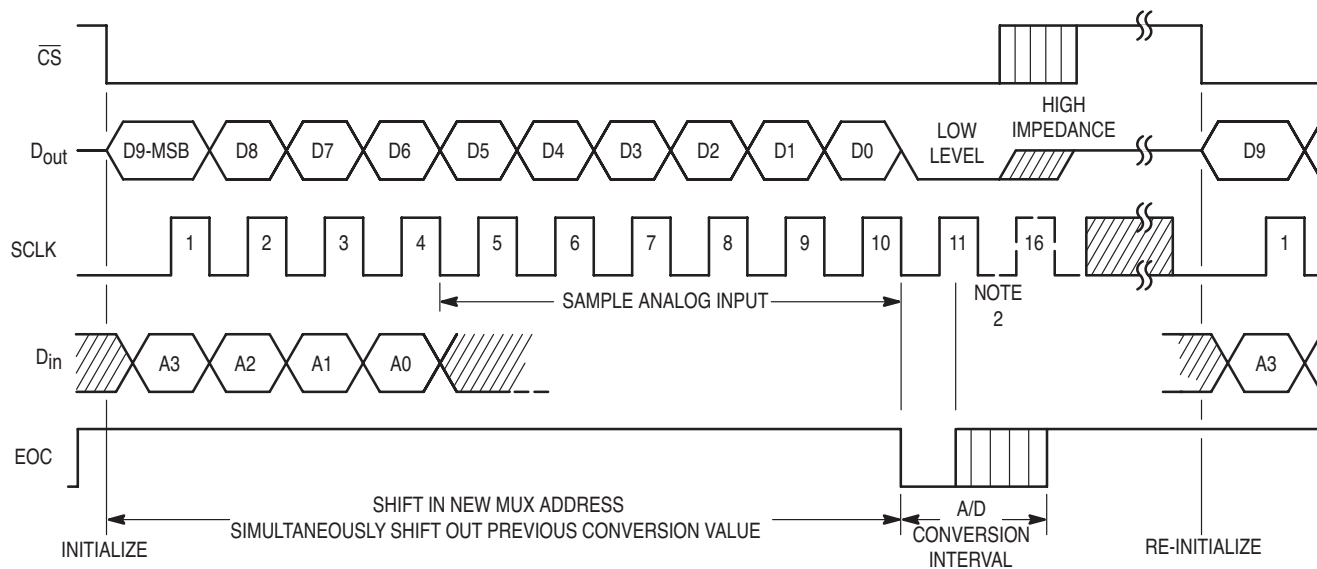 CS
HIGH
IMPEDANCE
LOW
LEVEL
Dout
D9-MSB D8 D7 D6 D5 D4 D3 D2 D1 D0 D9
SCLK
1 2 3 4 5 6 7 8 9 10 11 16 1
SAMPLE ANALOG INPUT
NOTE
2
Din
A3 A2 A1 A0 A3
EOC
SHIFT IN NEW MUX ADDRESS
SIMULTANEOUSLY SHIFT OUT PREVIOUS CONVERSION VALUE
A/D
CONVERSION
INTERVAL
INITIALIZE
RE-INITIALIZE